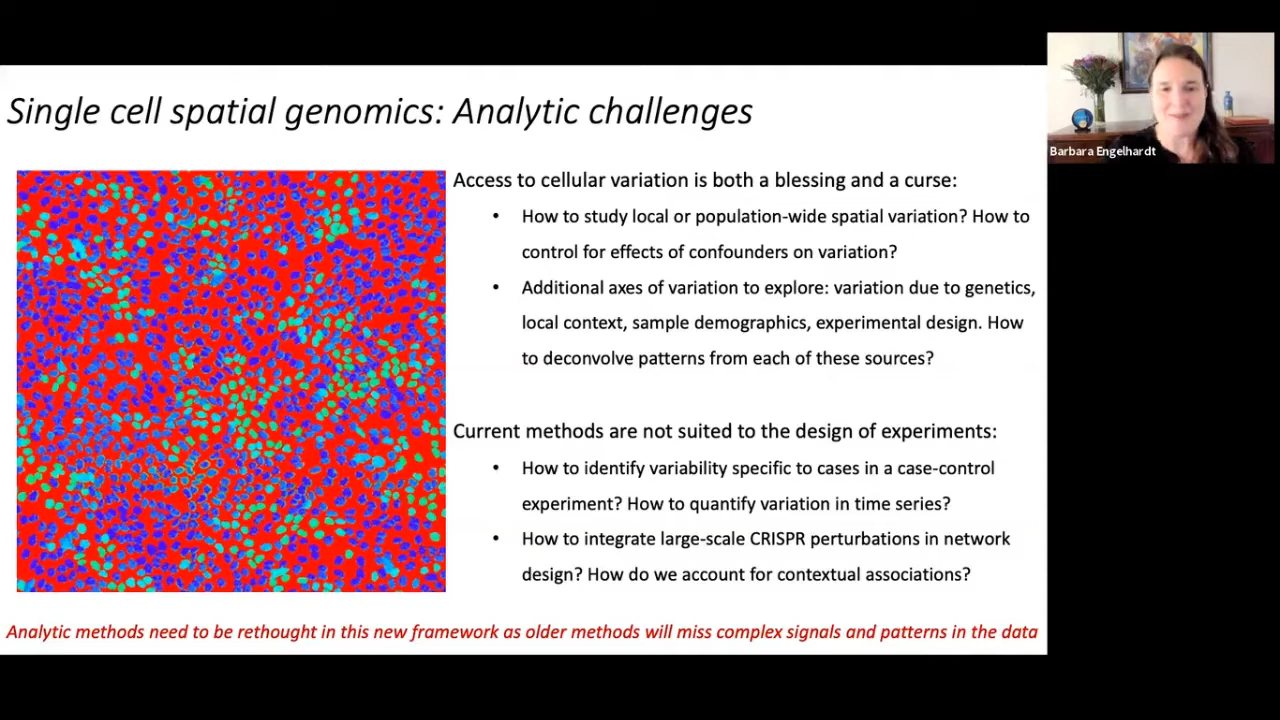 Single cell spatial genomics: Analytic challenges
Barbara Engelhardt
Access to cellular variation is both a blessing and a curse:
• How to study local or population-wide spatial variation? How to
control for effects of confounders on variation?
• Additional axes of variation to explore: variation due to genetics,
local context, sample demographics, experimental design. How
to deconvolve patterns from each of these sources?
Current methods are not suited to the design of experiments:
• How to identify variability specific to cases in a case-control
experiment? How to quantify variation in time series?
• How to integrate large-scale CRISPR perturbations in network
design? How do we account for contextual associations?
Analytic methods need to be rethought in this new framework as older methods will miss complex signals and patterns in the data